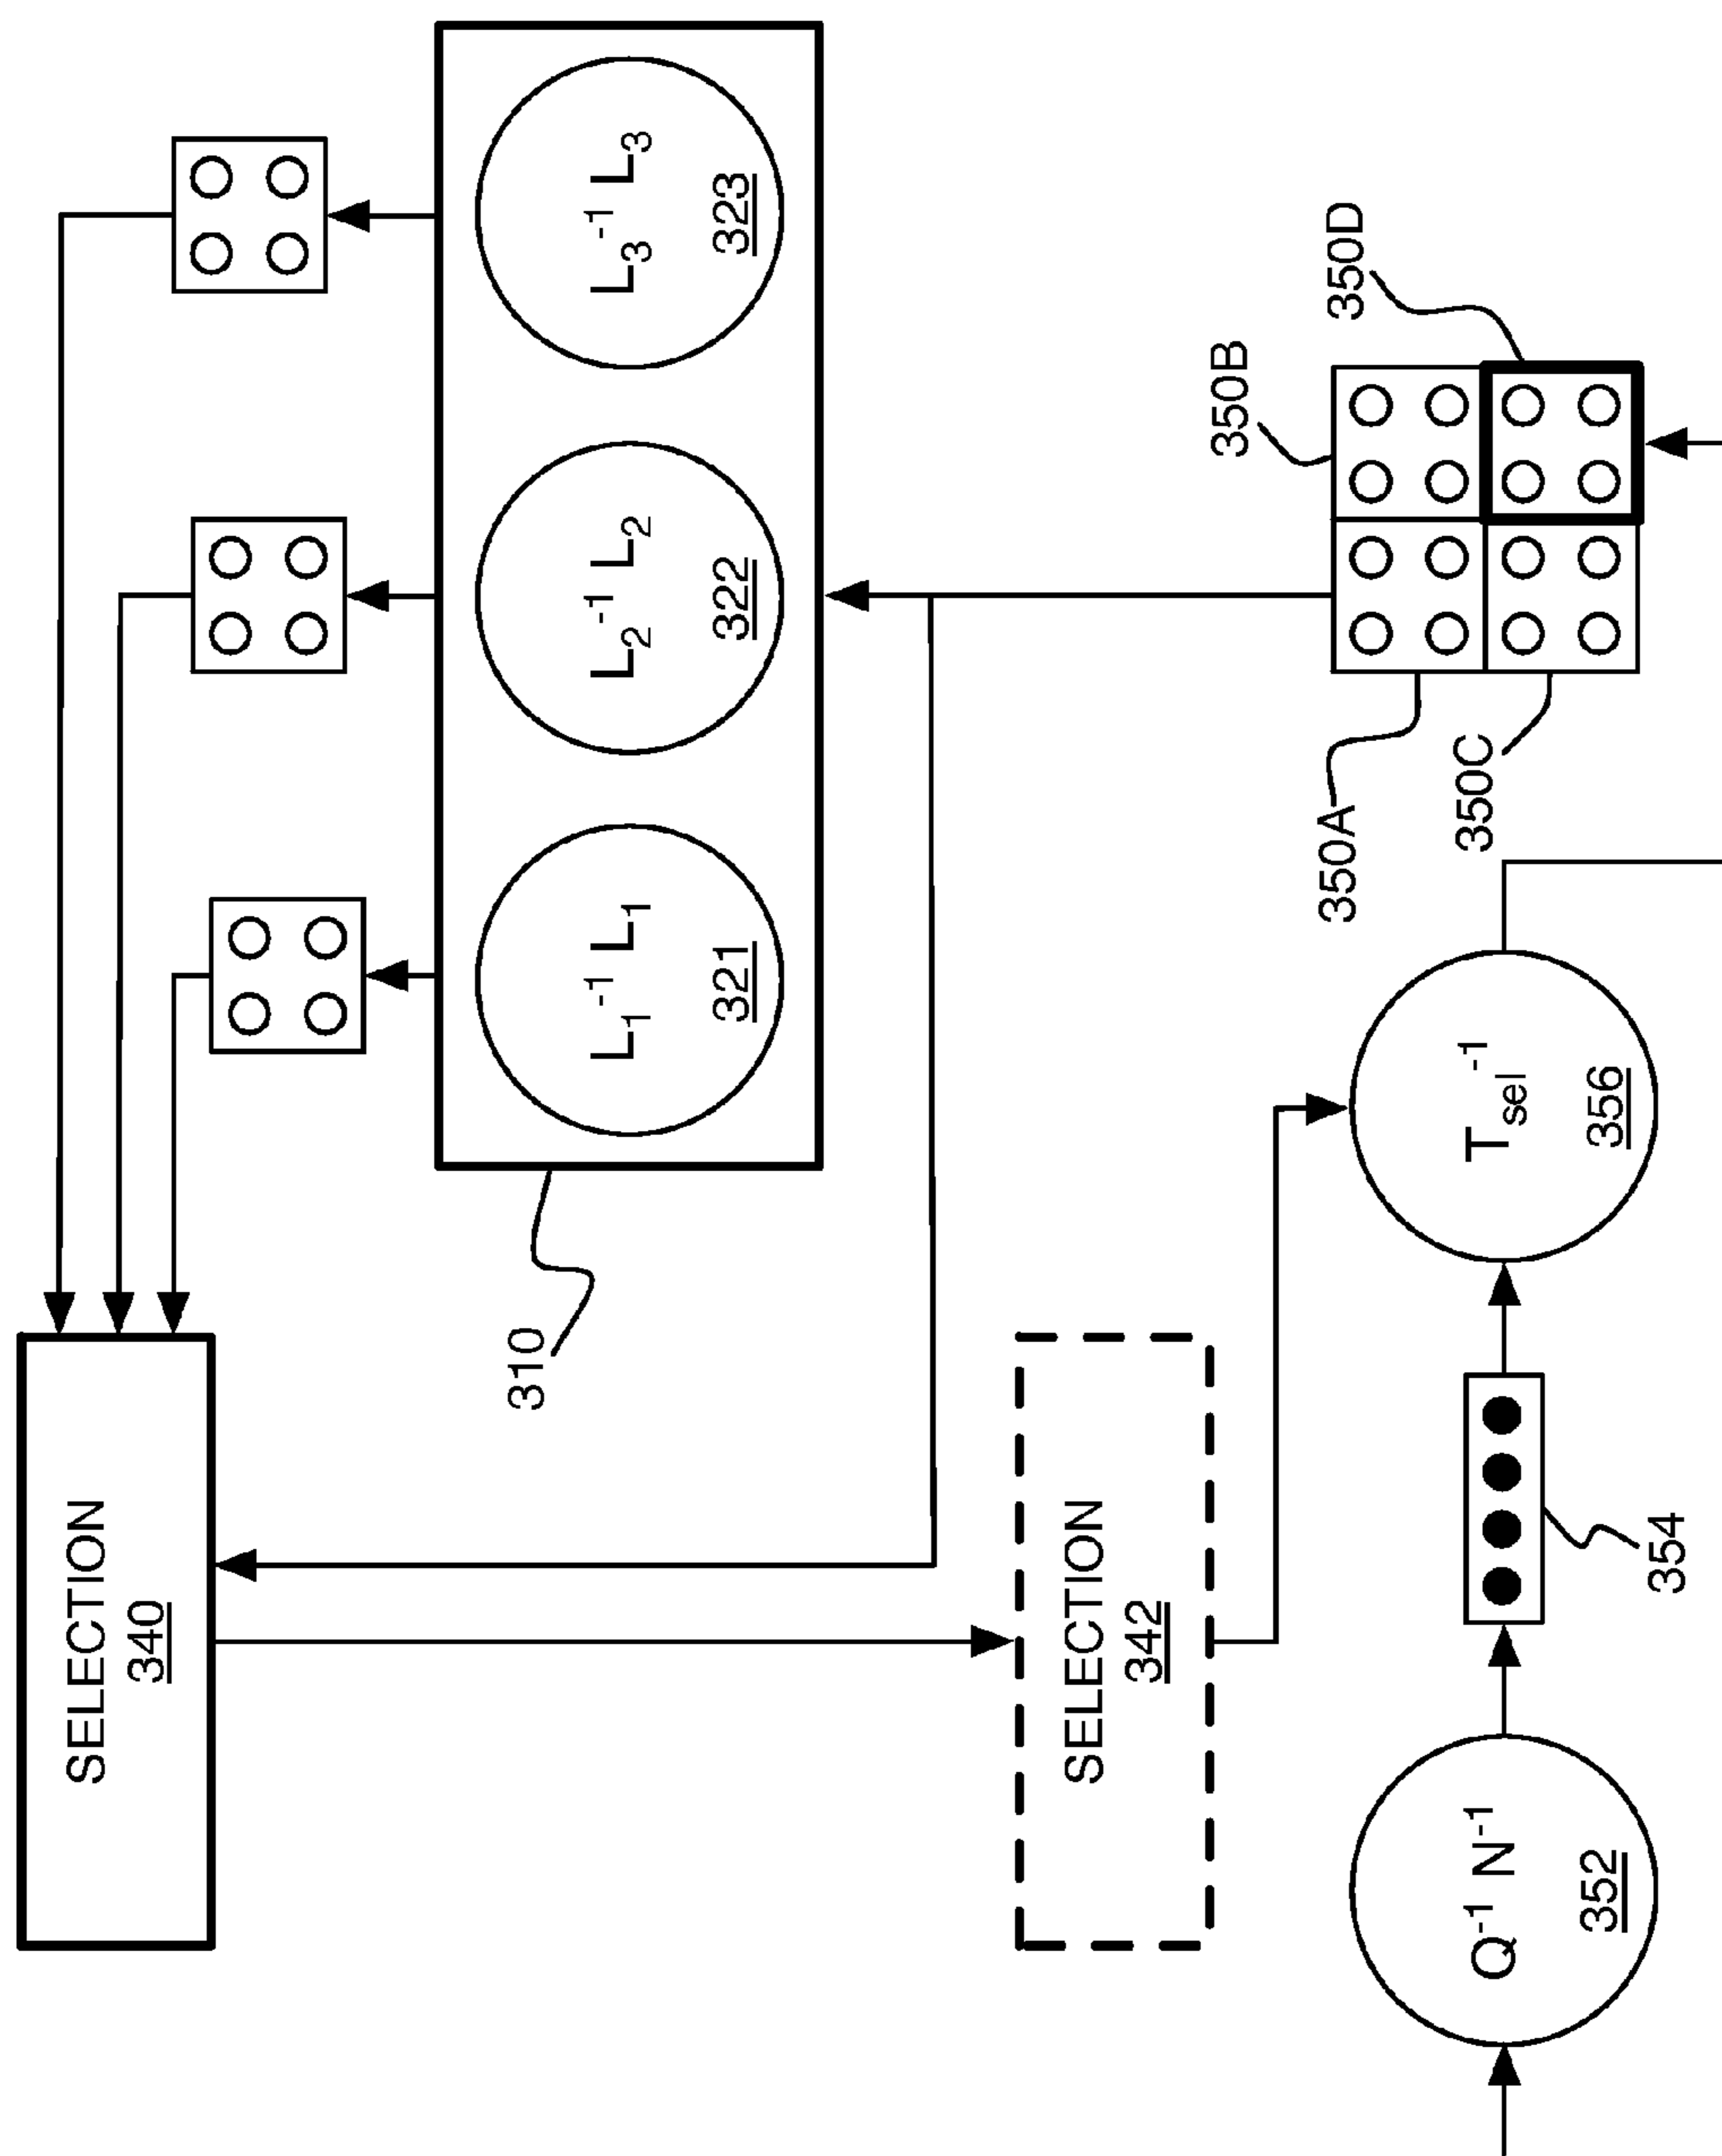 SELECTION
340
310
L1-1 L1
321
L2-1 L2
322
L3-1 L3
323
SELECTION
342
350A
350B
350C
350D
Q-1 N-1
352
354
Tsel-1
356